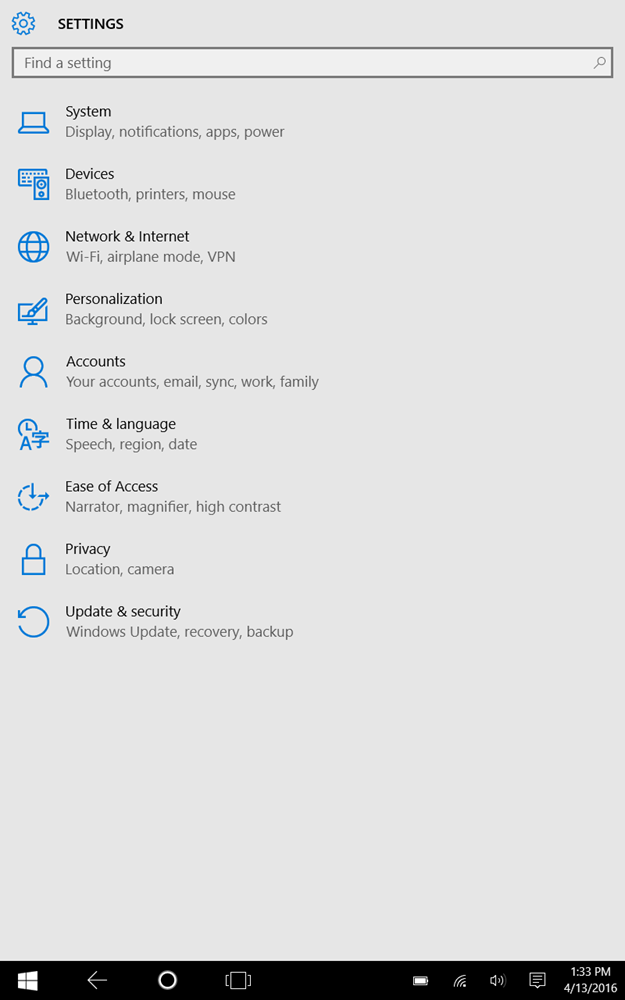 SETTINGS
Find a setting
System
Display, notifications, apps, power
Devices
Bluetooth, printers, mouse
Network & Internet
Wi-Fi, airplane mode, VPN
Personalization
Background, lock screen, colors
Accounts
Your accounts, email, sync, work, family
Time & language
Speech, region, date
Ease of Access
Narrator, magnifier, high contrast
Privacy
Location, camera
Update & security
Windows Update, recovery, backup
1:33 PM
4/13/2016